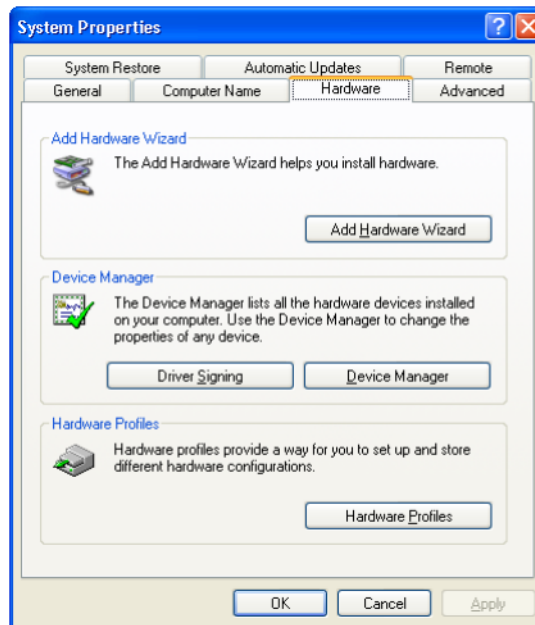 System Properties
System Restore Automatic Updates Remote
General Computer Name Hardware Advanced
Add Hardware Wizard
The Add Hardware Wizard helps you install hardware.
Add Hardware Wizard
Device Manager
The Device Manager lists all the hardware devices installed
on your computer. Use the Device Manager to change the
properties of any device.
Driver Signing Device Manager
Hardware Profiles
Hardware profiles provide a way for you to set up and store
different hardware configurations.
Hardware Profiles
OK Cancel Apply